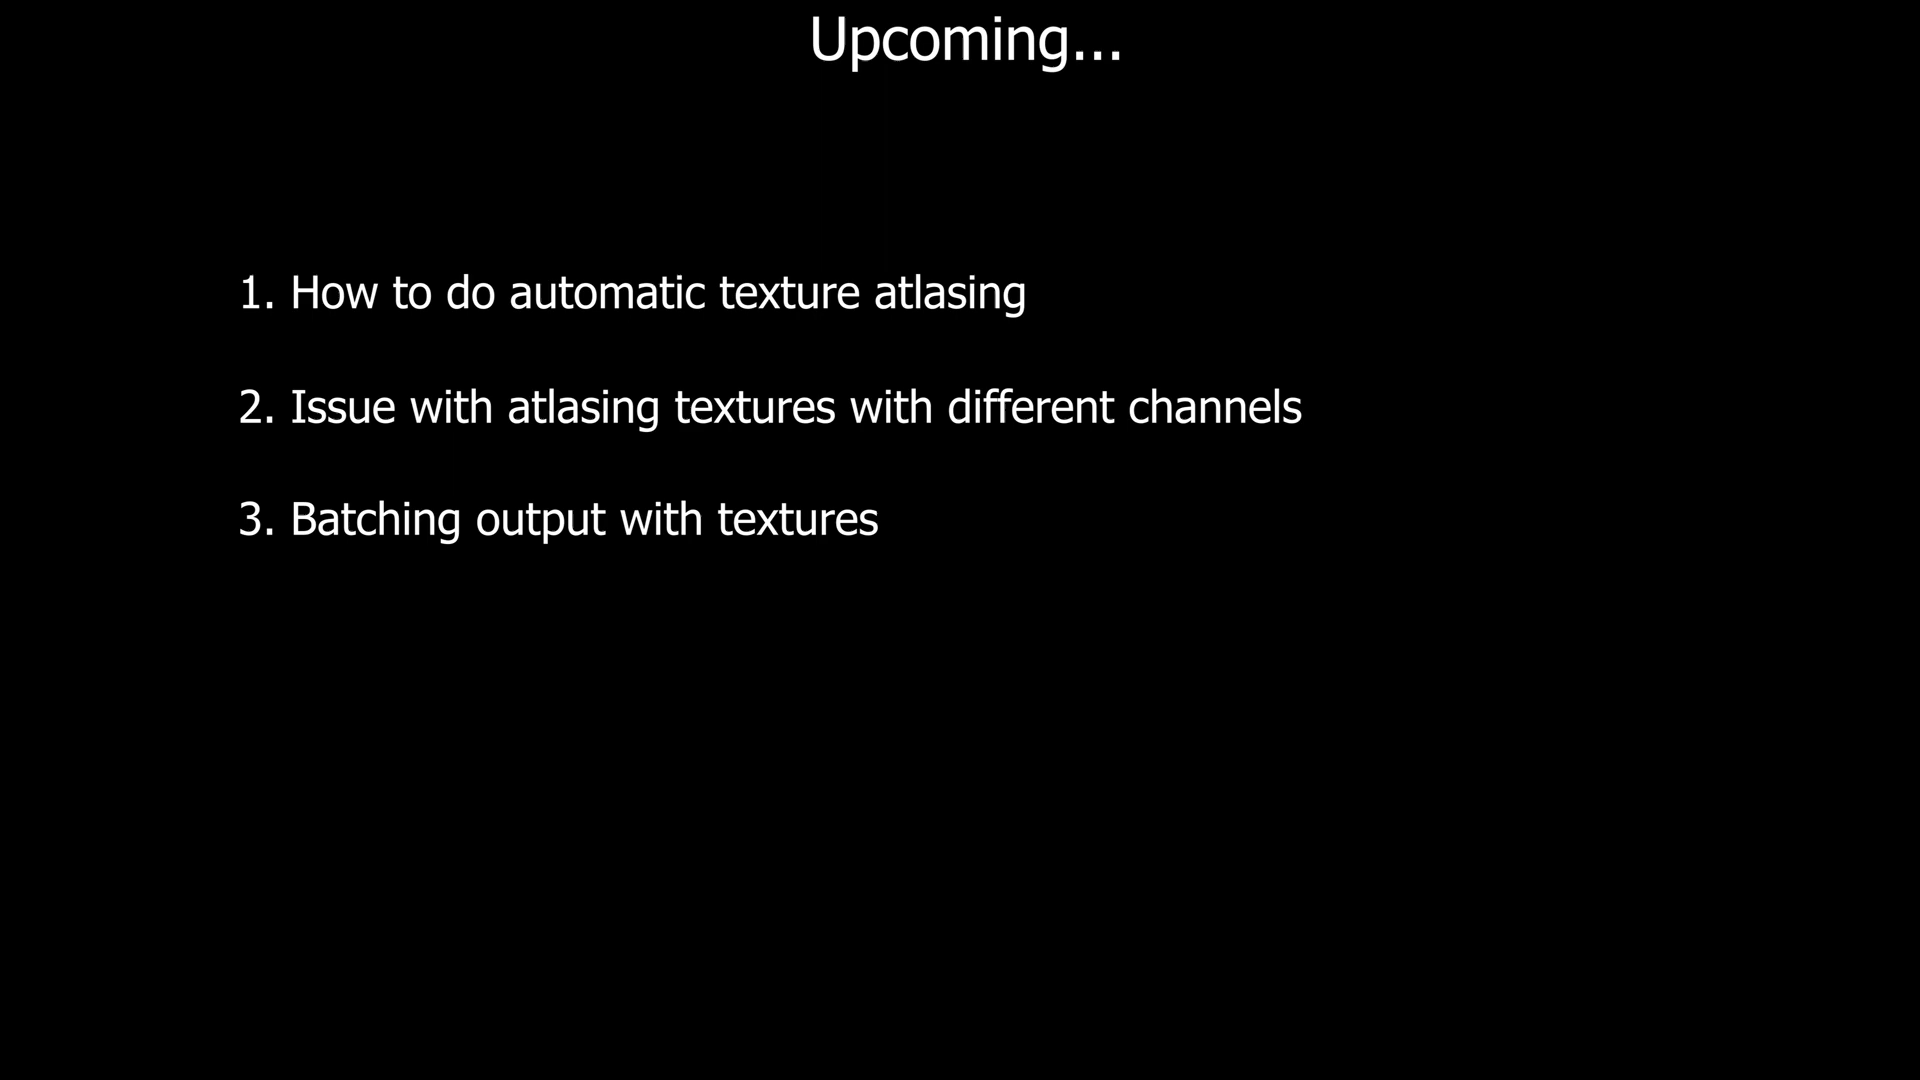 Upcoming...
1. How to do automatic texture atlasing
2. Issue with atlasing textures with different channels
3. Batching output with textures